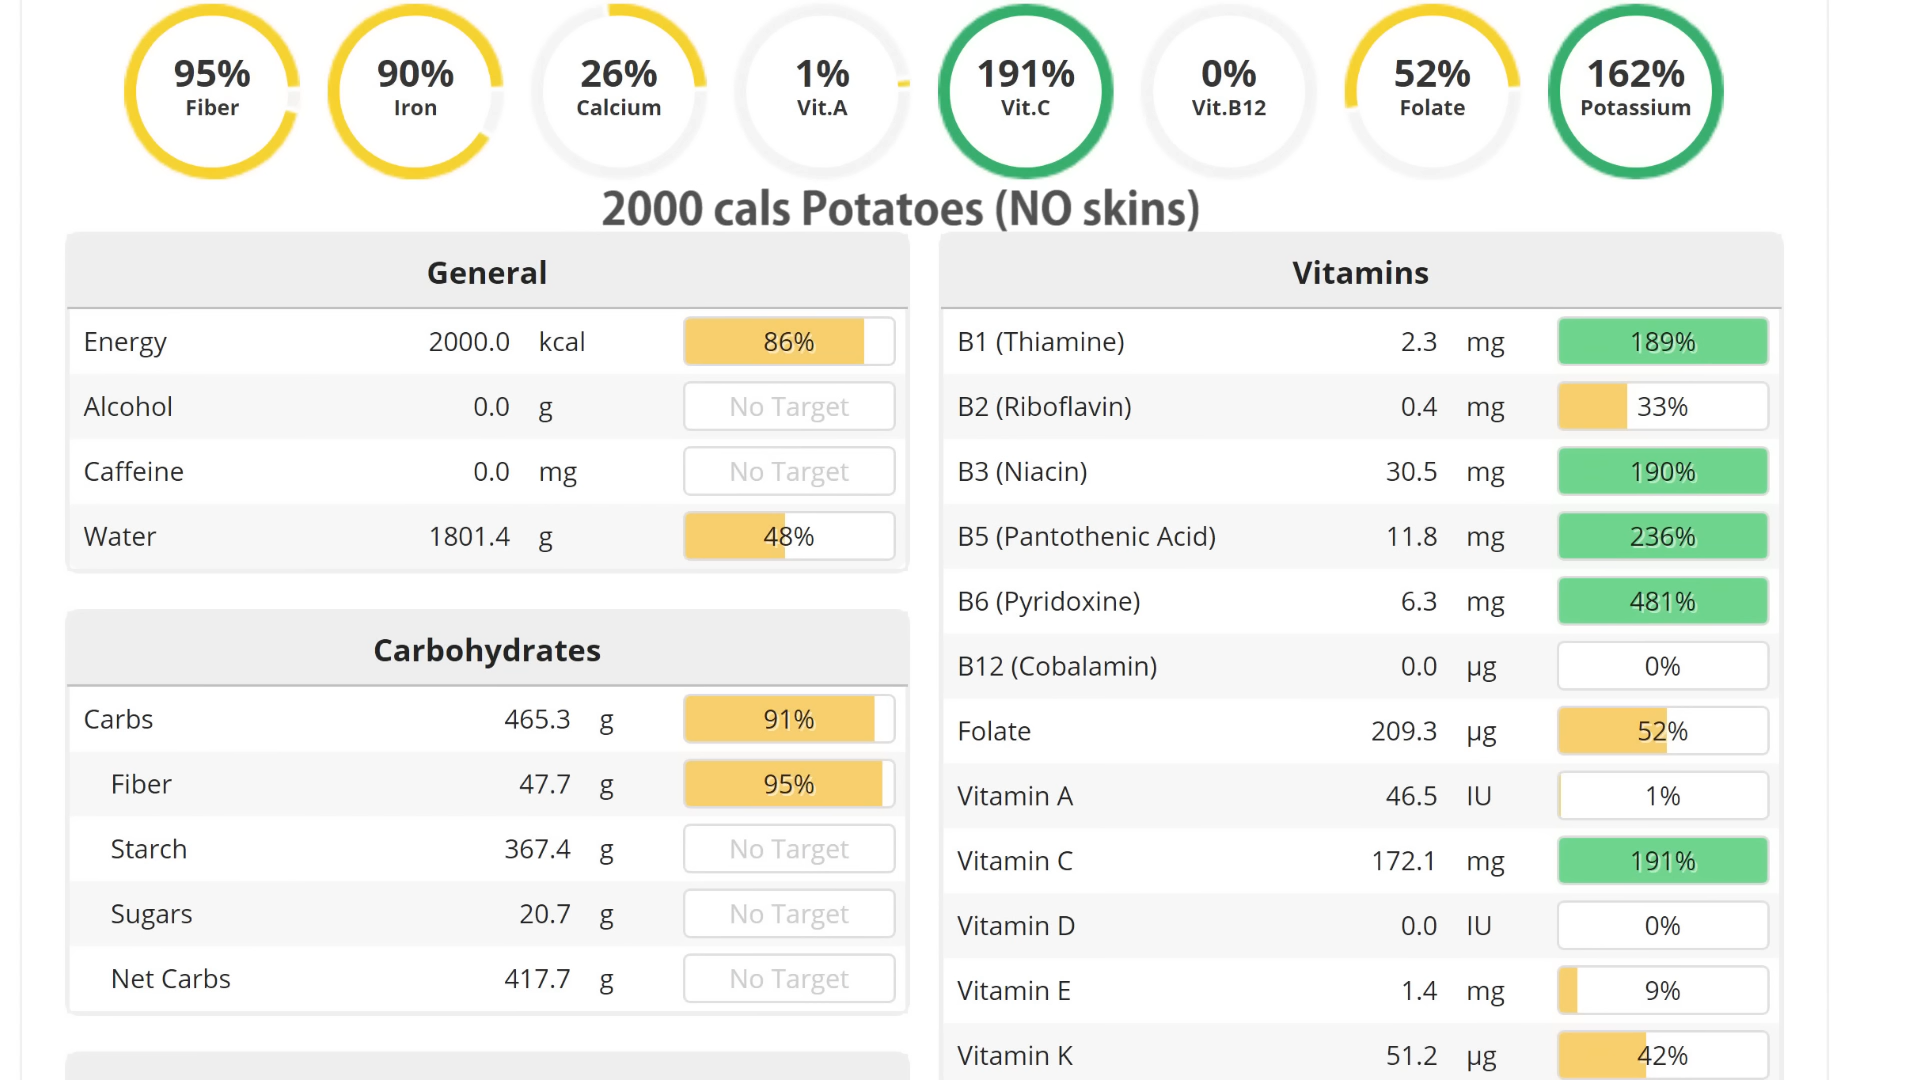 95% 90% 26% 1% 191% 0% 52% 162%
Fiber Iron Calcium Vit.A Vit.C Vit.B12 Folate Potassium
2000 cals Potatoes (NO skins)
General
Energy 2000.0 kcal 86%
Alcohol 0.0 g No Target
Caffeine 0.0 mg No Target
Water 1801.4 g 48%
Carbohydrates
Carbs 465.3 g 91%
Fiber 47.7 g 95%
Starch 367.4 g No Target
Sugars 20.7 g No Target
Net Carbs 417.7 g No Target
Vitamins
B1 (Thiamine) 2.3 mg 189%
B2 (Riboflavin) 0.4 mg 33%
B3 (Niacin) 30.5 mg 190%
B5 (Pantothenic Acid) 11.8 mg 236%
B6 (Pyridoxine) 6.3 mg 481%
B12 (Cobalamin) 0.0 µg 0%
Folate 209.3 µg 52%
Vitamin A 46.5 IU 1%
Vitamin C 172.1 mg 191%
Vitamin D 0.0 IU 0%
Vitamin E 1.4 mg 9%
Vitamin K 51.2 µg 42%